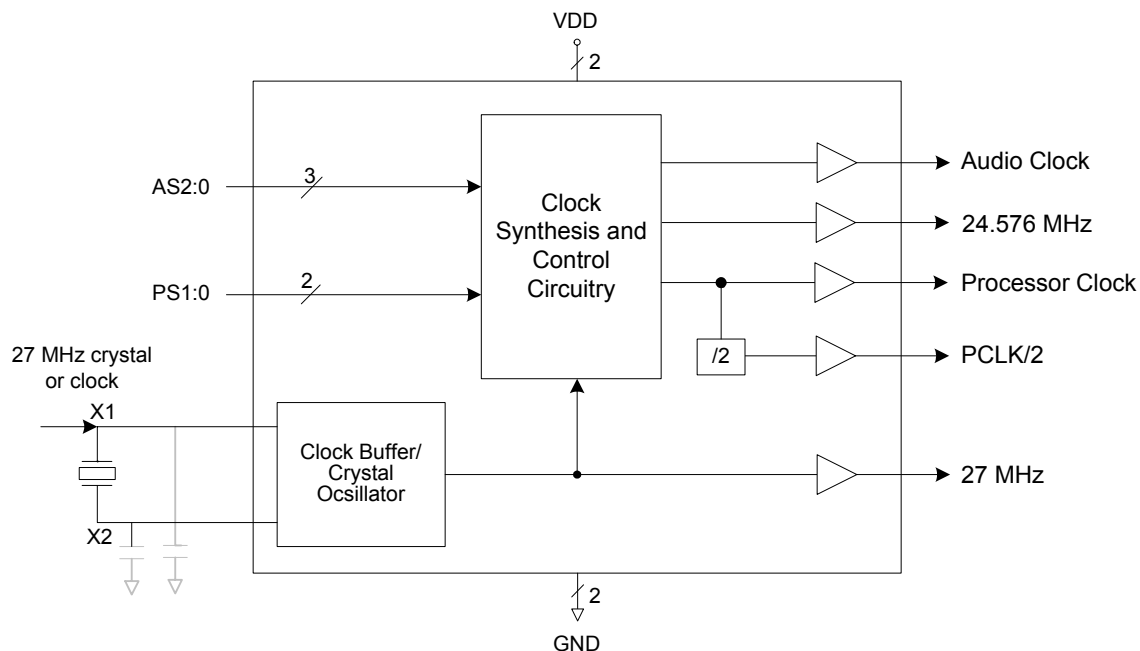 VDD
2
AS2:0
3
PS1:0
2
Clock
Synthesis and
Control
Circuitry
Audio Clock
24.576 MHz
Processor Clock
/2
PCLK/2
27 MHz crystal
or clock
X1
X2
Clock Buffer/
Crystal
Ocsillator
27 MHz
2
GND